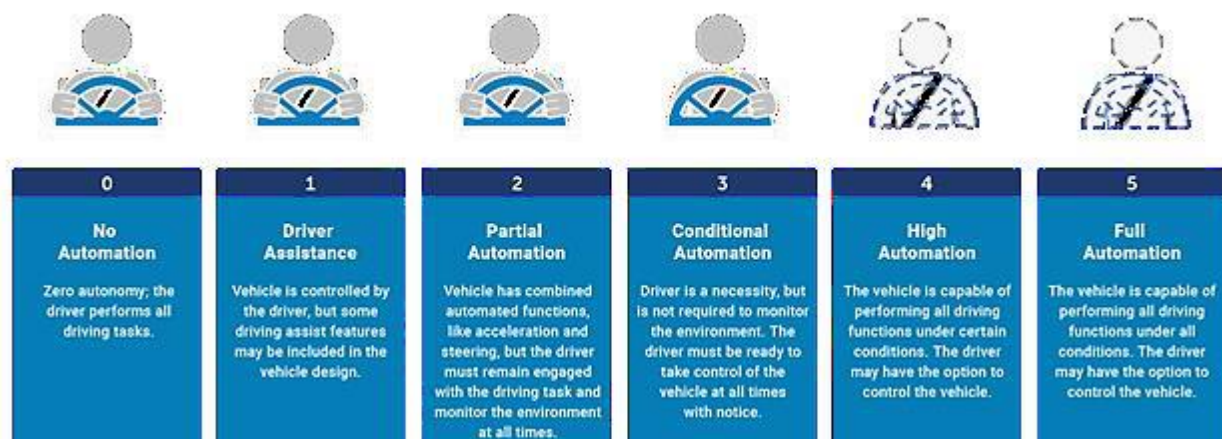 0
No
Automation
Zero autonomy; the
driver performs all
driving tasks.
1
Driver
Assistance
Vehicle is controlled by
the driver, but some
driving assist features
may be included in the
vehicle design.
2
Partial
Automation
Vehicle has combined
automated functions,
like acceleration and
steering, but the driver
must remain engaged
with the driving task and
monitor the environment
at all times.
3
Conditional
Automation
Driver is a necessity, but
is not required to monitor
the environment. The
driver must be ready to
take control of the
vehicle at all times
with notice.
4
High
Automation
The vehicle is capable of
performing all driving
functions under certain
conditions. The driver
may have the option to
control the vehicle.
5
Full
Automation
The vehicle is capable of
performing all driving
functions under all
conditions. The driver
may have the option to
control the vehicle.